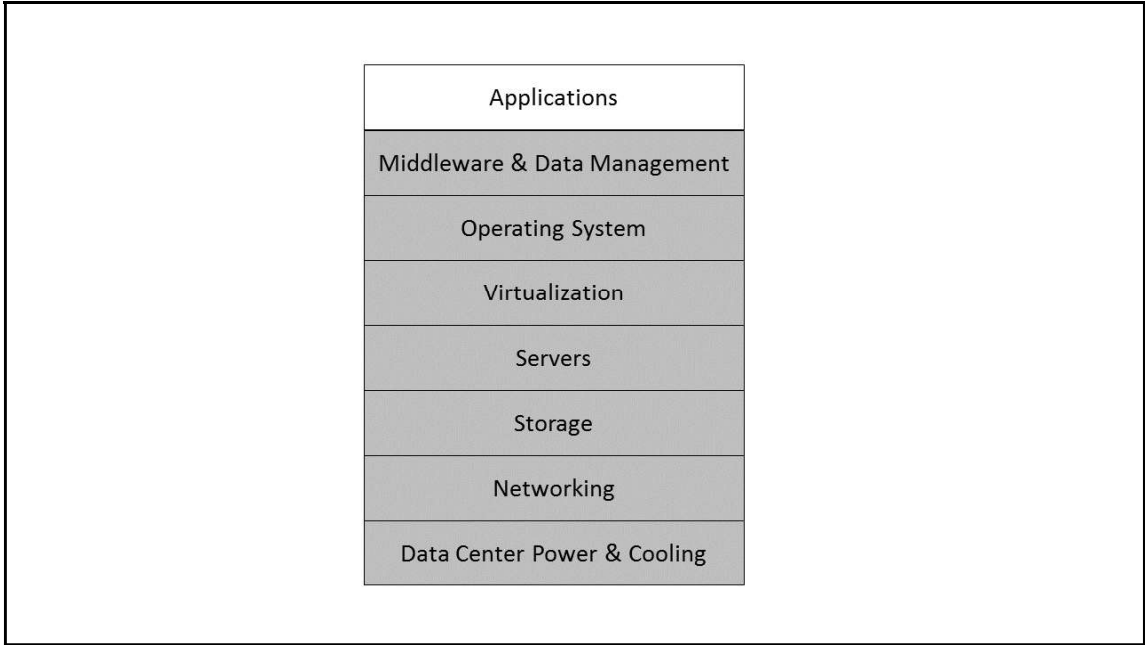 Applications
Middleware & Data Management
Operating System
Virtualization
Servers
Storage
Networking
Data Center Power & Cooling